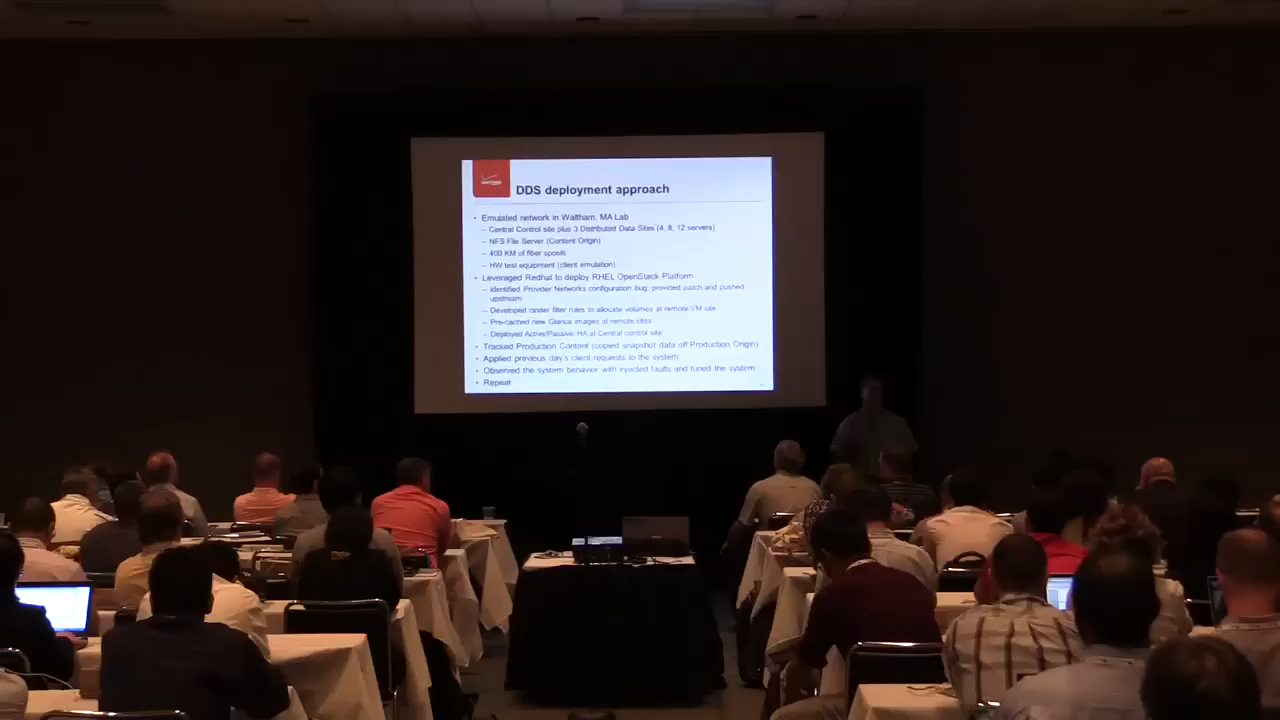 DDS deployment approach
• Emulated network in Waltham, MA Lab
– Central Control site plus 3 Distributed Data Sites (4, 8, 12 servers)
– NFS File Server (Content Origin)
– 400 KM of fiber spools
– HW test equipment (client emulation)
• Leveraged Redhat to deploy RHEL OpenStack Platform
– Identified Provider Networks configuration bug, provided patch and pushed
upstream
– Developed cinder filter rules to allocate volumes at remote VM site
– Pre-cached new Glance images at remote sites
– Deployed Active/Passive HA at Central control site
• Tracked Production Content (copied snapshot data off Production Origin)
• Applied previous day's client requests to the system
• Observed the system behavior with injected faults and tuned the system
• Repeat